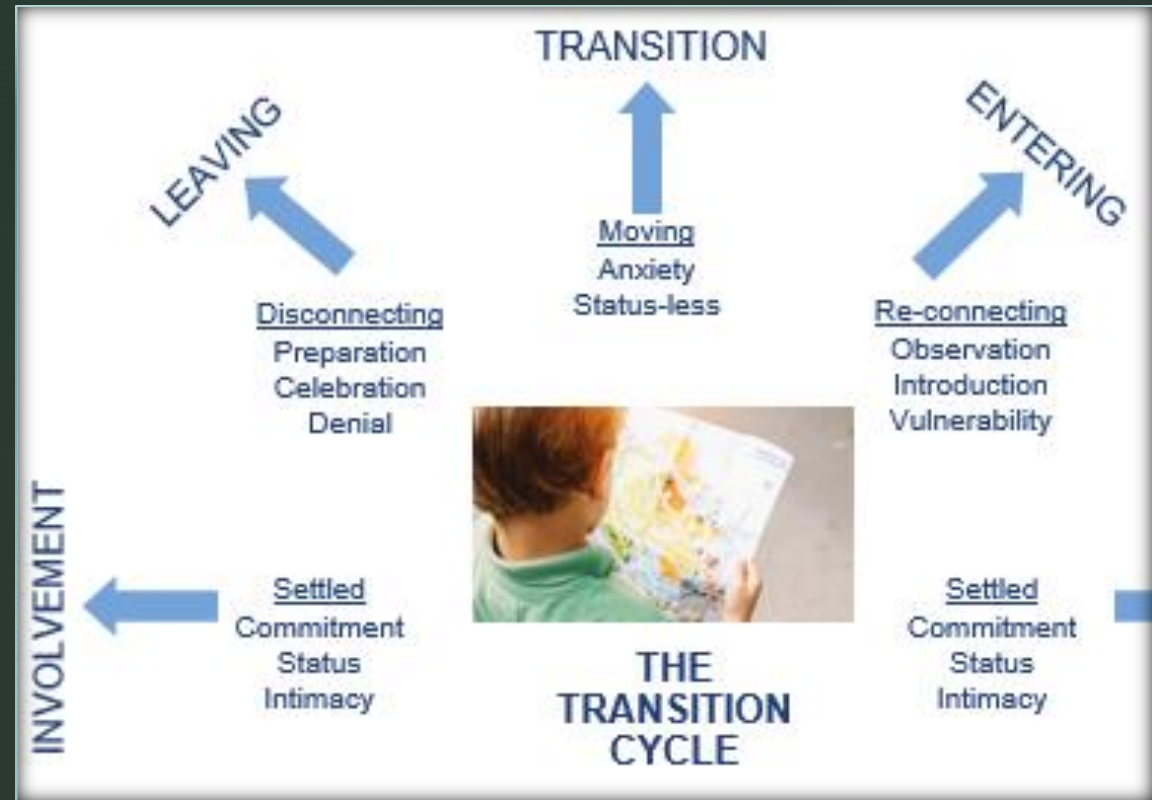 TRANSITION
LEAVING
ENTERING
Moving
Anxiety
Status-less
Disconnecting
Preparation
Celebration
Denial
Re-connecting
Observation
Introduction
Vulnerability
INVOLVEMENT
Settled
Commitment
Status
Intimacy
Settled
Commitment
Status
Intimacy
THE
TRANSITION
CYCLE